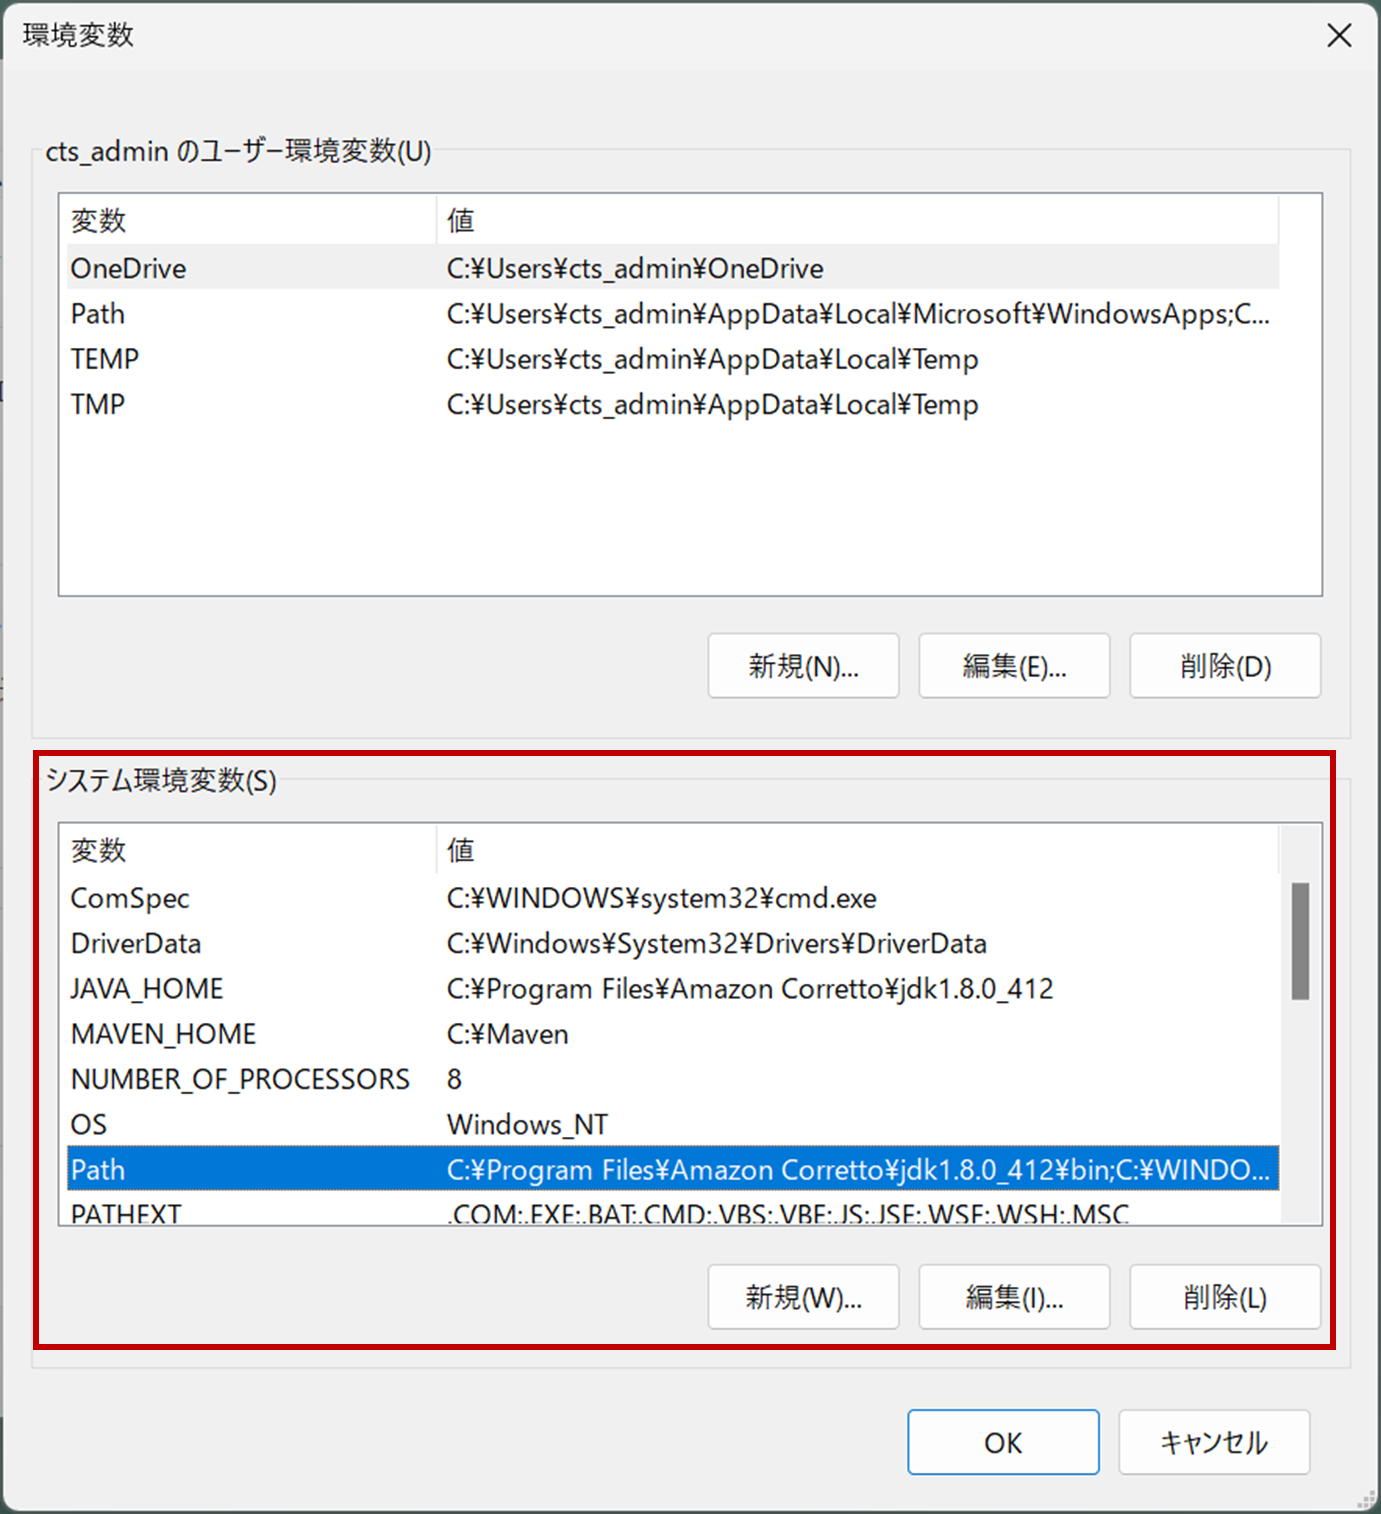 環境変数
cts_admin のユーザー環境変数(U)
変数 値
OneDrive C:¥Users¥cts_admin¥OneDrive
Path C:¥Users¥cts_admin¥AppData¥Local¥Microsoft¥WindowsApps;C...
TEMP C:¥Users¥cts_admin¥AppData¥Local¥Temp
TMP C:¥Users¥cts_admin¥AppData¥Local¥Temp
新規(N)... 編集(E)... 削除(D)
システム環境変数(S)
変数 値
ComSpec C:¥WINDOWS¥system32¥cmd.exe
DriverData C:¥Windows¥System32¥Drivers¥DriverData
JAVA_HOME C:¥Program Files¥Amazon Corretto¥jdk1.8.0_412
MAVEN_HOME C:¥Maven
NUMBER_OF_PROCESSORS 8
OS Windows_NT
Path C:¥Program Files¥Amazon Corretto¥jdk1.8.0_412¥bin;C:¥WINDO...
PATHEXT .COM;.EXE;.BAT;.CMD;.VBS;.VBE;.JS;.JSE;.WSF;.WSH;.MSC
新規(W)... 編集(I)... 削除(L)
OK キャンセル